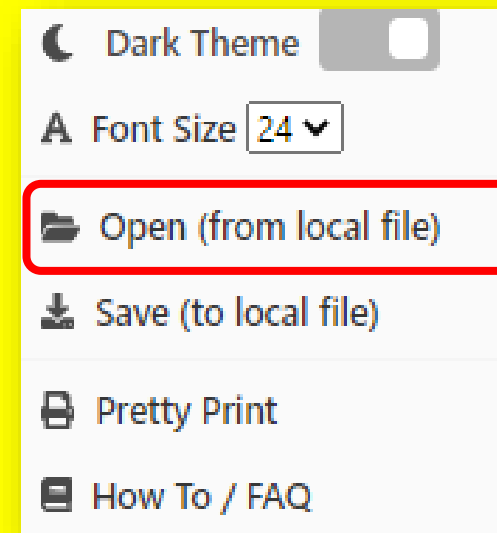 Dark Theme
Font Size 24
Open (from local file)
Save (to local file)
Pretty Print
How To / FAQ